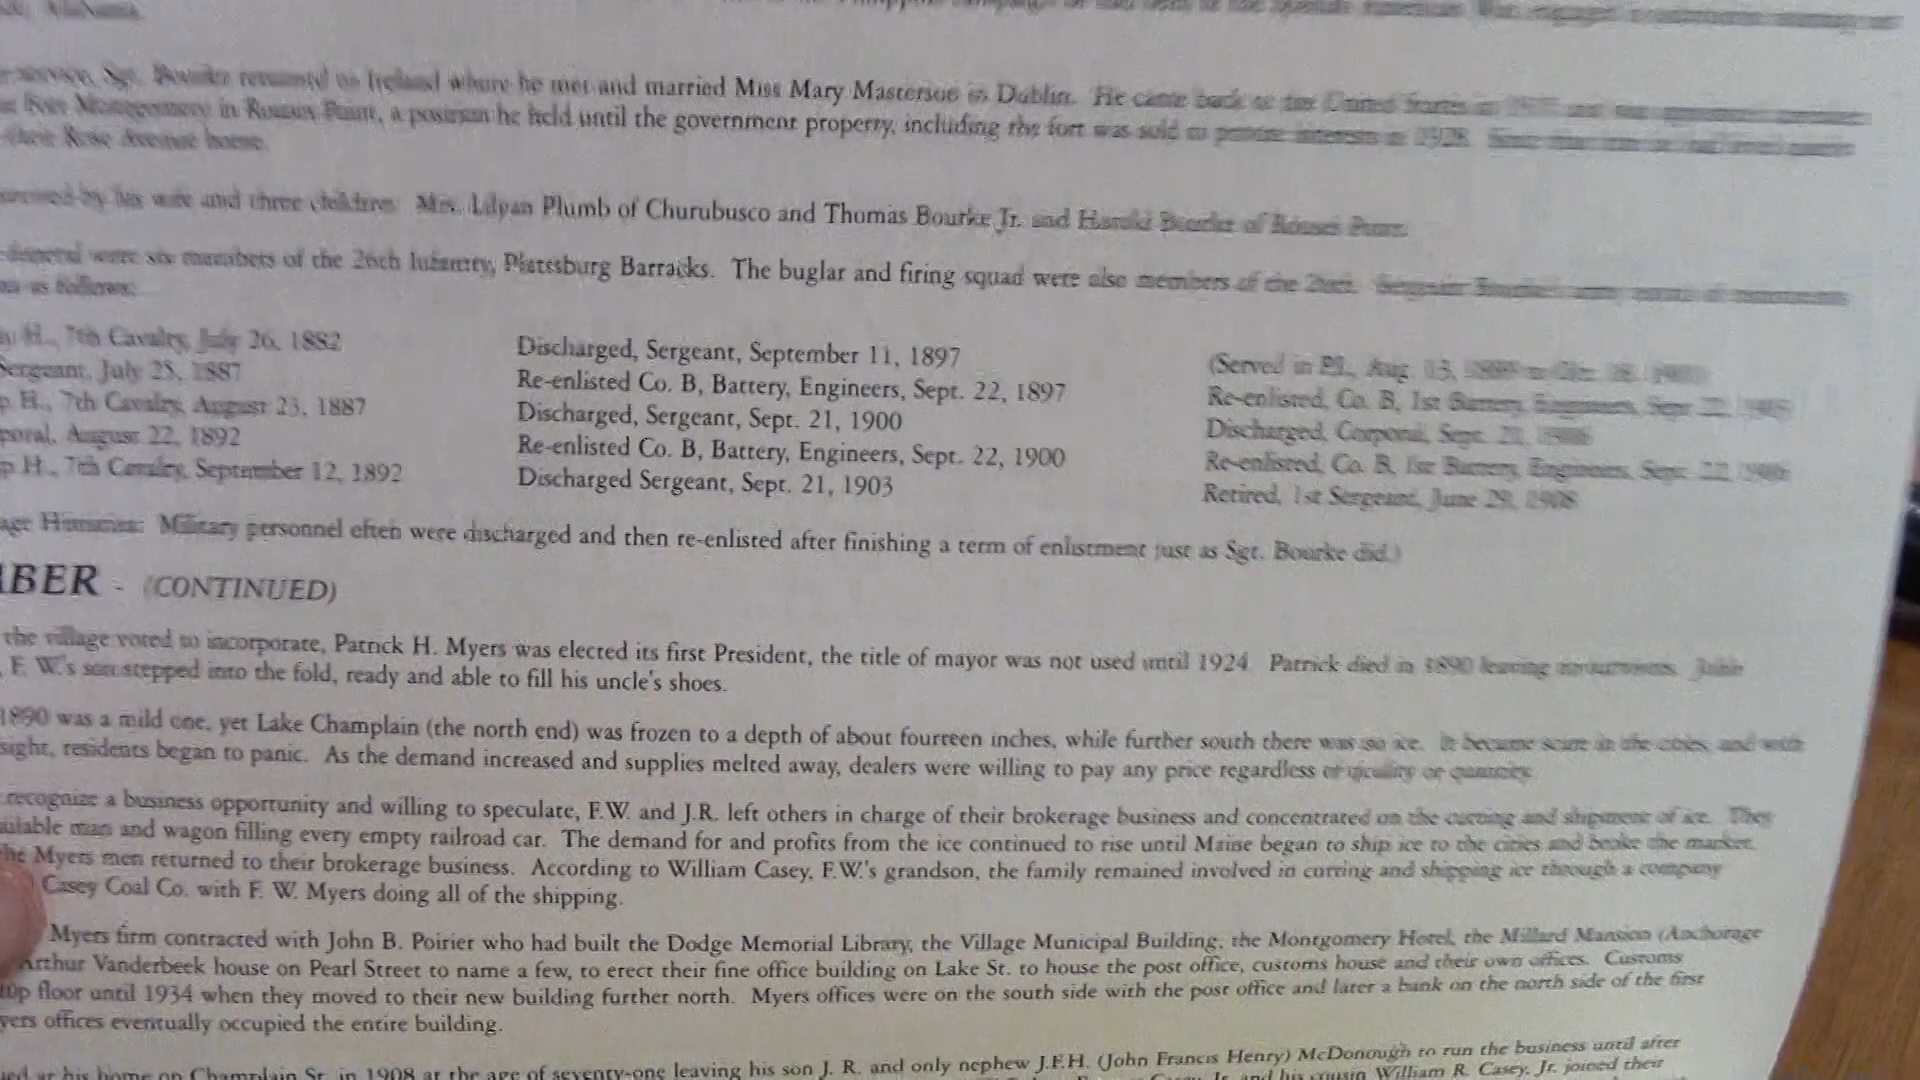 Sgt. Bourke returned to Ireland where he met and married Miss Mary Masterson in Dublin. He came back to the United States in
Fort Montgomery in Rouses Point, a position he held until the government property, including the fort was sold to private interests in
their Rose Avenue home.
survived by his wife and three children: Mrs. Lilyan Plumb of Churubusco and Thomas Bourke Jr. and Harold Bourke of Rouses Point.
were six members of the 26th Infantry, Plattsburg Barracks. The buglar and firing squad were also members of the 26th.
as follows:
H., 7th Cavalry, July 26, 1882
Sergeant, July 25, 1887
p H., 7th Cavalry, August 23, 1887
poral, August 22, 1892
p H., 7th Cavalry, September 12, 1892
Discharged, Sergeant, September 11, 1897
Re-enlisted Co. B, Battery, Engineers, Sept. 22, 1897
Discharged, Sergeant, Sept. 21, 1900
Re-enlisted Co. B, Battery, Engineers, Sept. 22, 1900
Discharged Sergeant, Sept. 21, 1903
(Served in P.I., Aug. 13,
Re-enlisted, Co. B, 1st Battery, Engineers, Sept. 22,
Discharged, Corporal, Sept. 21,
Re-enlisted, Co. B, 1st Battery, Engineers, Sept. 22,
Retired, 1st Sergeant, June 29, 1908
age Historian: Military personnel often were discharged and then re-enlisted after finishing a term of enlistment just as Sgt. Bourke did.)
BER - (CONTINUED)
the village voted to incorporate, Patrick H. Myers was elected its first President, the title of mayor was not used until 1924. Patrick died in 1890 leaving no survivors. John
F. W.'s son stepped into the fold, ready and able to fill his uncle's shoes.
1890 was a mild one, yet Lake Champlain (the north end) was frozen to a depth of about fourteen inches, while further south there was no ice. It became scarce in the cities and with
sight, residents began to panic. As the demand increased and supplies melted away, dealers were willing to pay any price regardless of quality or quantity.
recognize a business opportunity and willing to speculate, F.W. and J.R. left others in charge of their brokerage business and concentrated on the cutting and shipment of ice. They
ailable man and wagon filling every empty railroad car. The demand for and profits from the ice continued to rise until Maine began to ship ice to the cities and broke the market.
the Myers men returned to their brokerage business. According to William Casey, F.W.'s grandson, the family remained involved in cutting and shipping ice through a company
Casey Coal Co. with F. W. Myers doing all of the shipping.
Myers firm contracted with John B. Poirier who had built the Dodge Memorial Library, the Village Municipal Building, the Montgomery Hotel, the Millard Mansion (Anchorage
Arthur Vanderbeek house on Pearl Street to name a few, to erect their fine office building on Lake St. to house the post office, customs house and their own offices. Customs
top floor until 1934 when they moved to their new building further north. Myers offices were on the south side with the post office and later a bank on the north side of the first
yers offices eventually occupied the entire building.
ied at his home on Champlain St. in 1908 at the age of seventy-one leaving his son J. R. and only nephew J.F.H. (John Francis Henry) McDonough to run the business until after
Jr. and his cousin William R. Casey, Jr. joined their